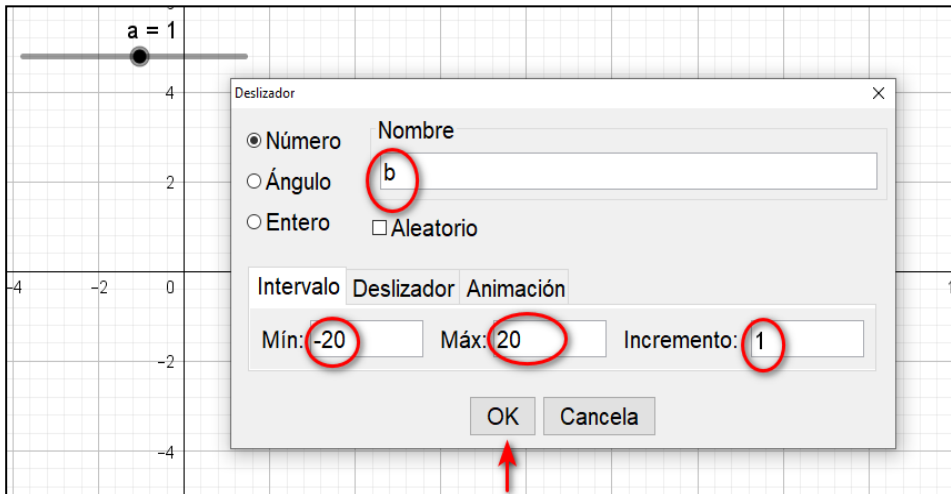 a = 1
Deslizador
Número
Nombre
b
Ángulo
Entero
Aleatorio
Intervalo Deslizador Animación
Mín: -20 Máx: 20 Incremento: 1
OK Cancela
4
2
-4 -2 0
-2
-4